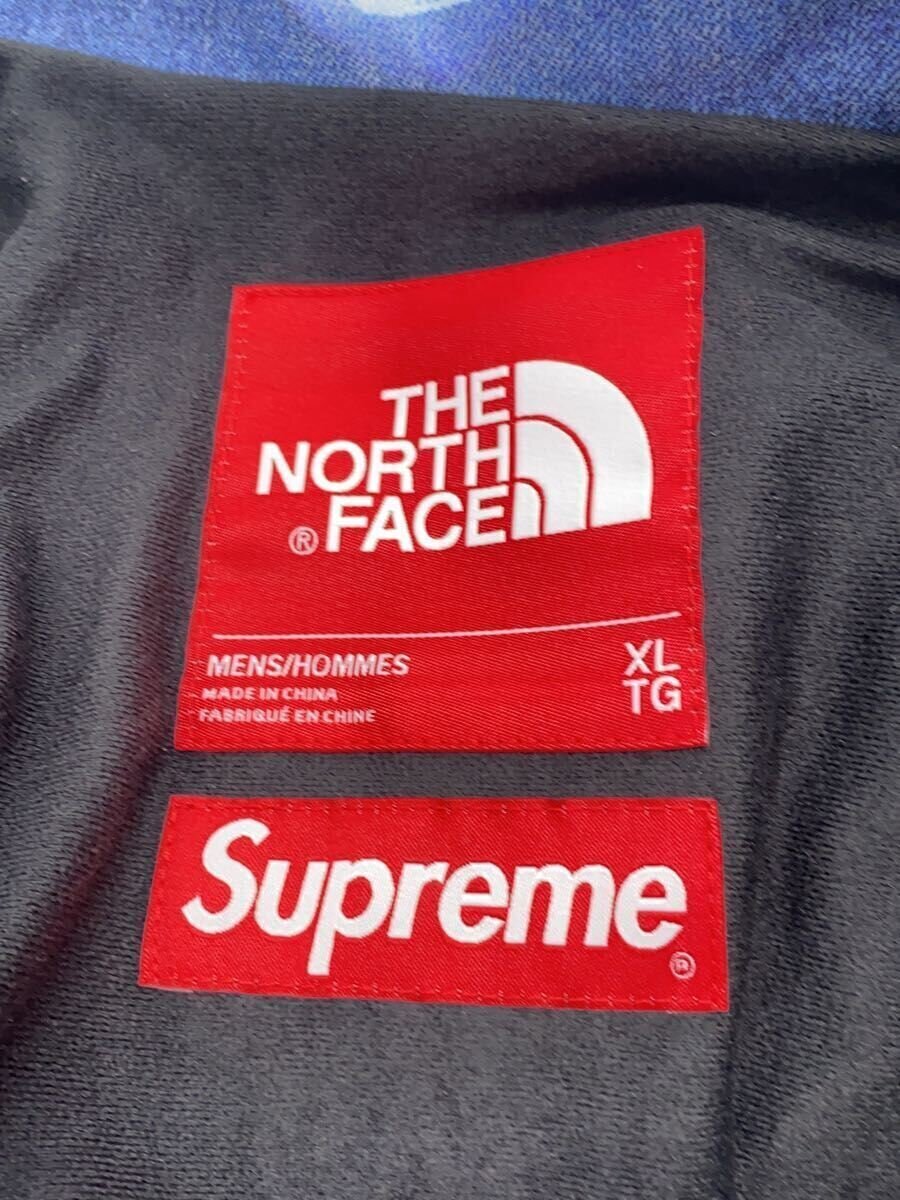 THE
NORTH
® FACE
MENS/HOMMES
MADE IN CHINA
FABRIQUÉ EN CHINE
XL
TG
Supreme
®